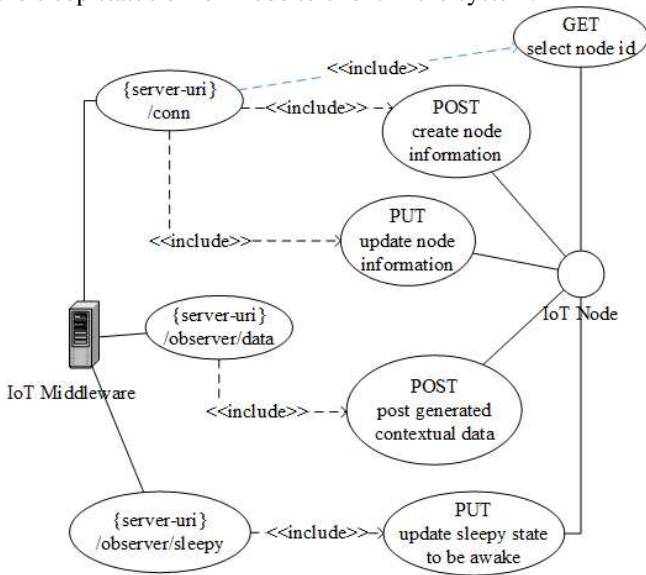 GET
select node id
<<include>>
{server-uri}
/conn
<<include>>
POST
create node
information
<<include>>
PUT
update node
information
IoT Node
{server-uri}
/observer/data
IoT Middleware
<<include>>
POST
post generated
contextual data
{server-uri}
/observer/sleepy
<<include>>
PUT
update sleepy state
to be awake